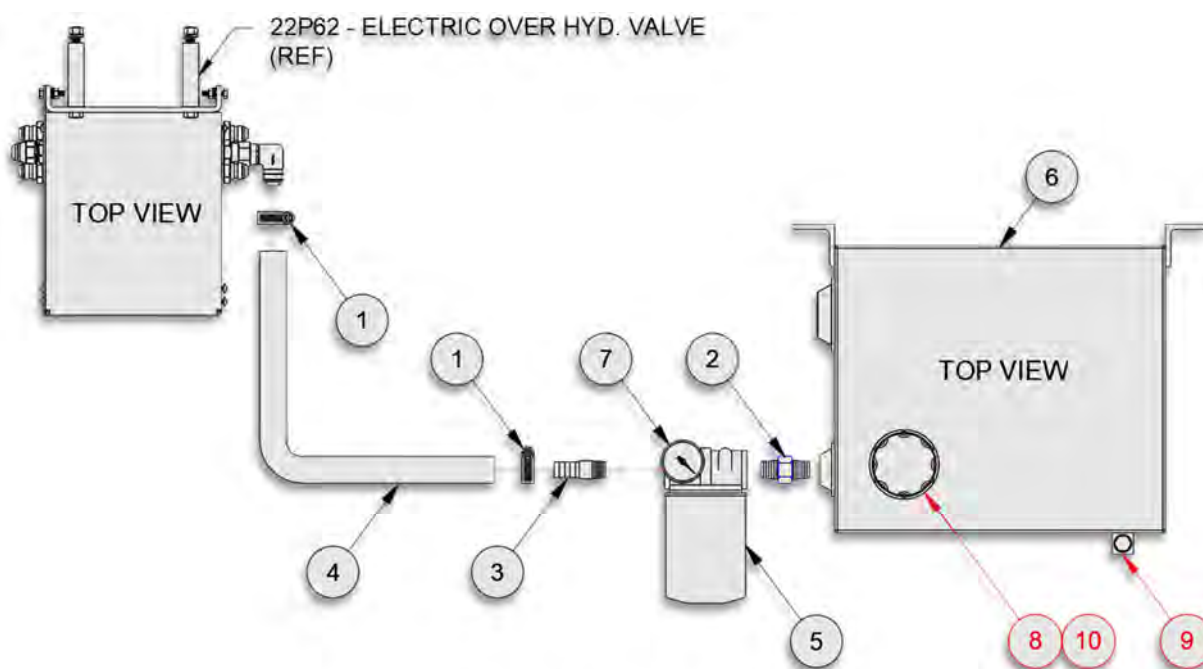 22P62 - ELECTRIC OVER HYD. VALVE
(REF)
TOP VIEW
6
1
1
7
2
TOP VIEW
4
3
5
8
10
9